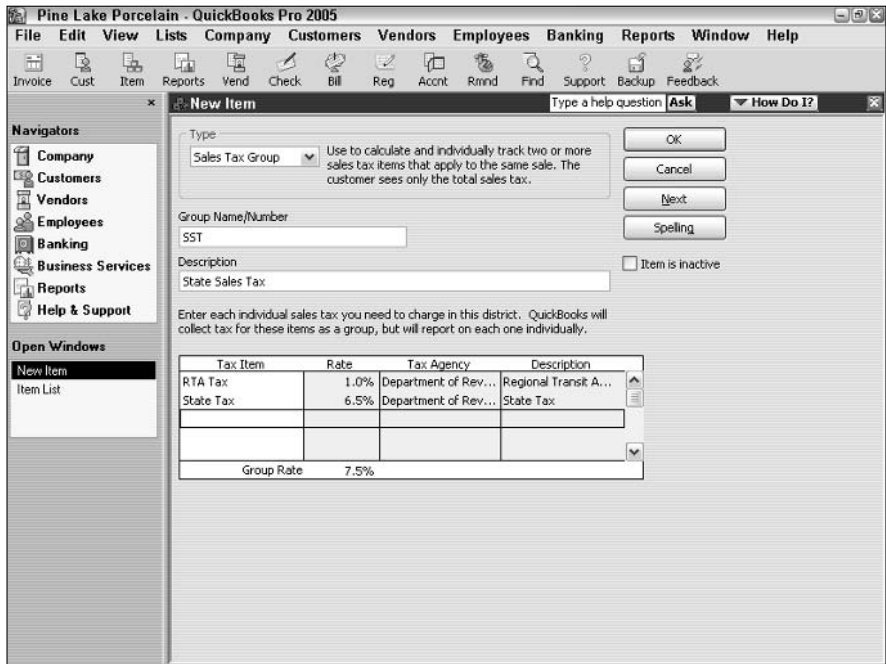 Pine Lake Porcelain - QuickBooks Pro 2005
File Edit View Lists Company Customers Vendors Employees Banking Reports Window Help
Invoice Cust Item Reports Vend Check Bill Reg Accnt Rmnd Find Support Backup Feedback
New Item Type a help question Ask How Do I?
Navigators
Company
Customers
Vendors
Employees
Banking
Business Services
Reports
Help & Support
Open Windows
New Item
Item List
Type
Sales Tax Group
Use to calculate and individually track two or more
sales tax items that apply to the same sale. The
customer sees only the total sales tax.
OK
Cancel
Next
Spelling
Item is inactive
Group Name/Number
SST
Description
State Sales Tax
Enter each individual sales tax you need to charge in this district. QuickBooks will
collect tax for these items as a group, but will report on each one individually.
Tax Item Rate Tax Agency Description
RTA Tax 1.0% Department of Rev... Regional Transit A...
State Tax 6.5% Department of Rev... State Tax
Group Rate 7.5%